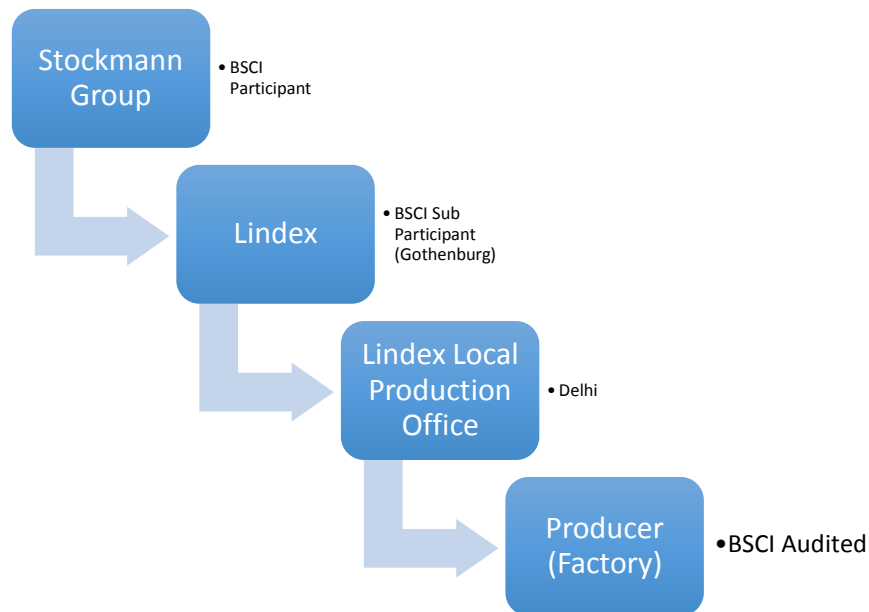 Stockmann
Group
• BSCI
Participant
Lindex
• BSCI Sub
Participant
(Gothenburg)
Lindex Local
Production
Office
• Delhi
Producer
(Factory)
•BSCI Audited